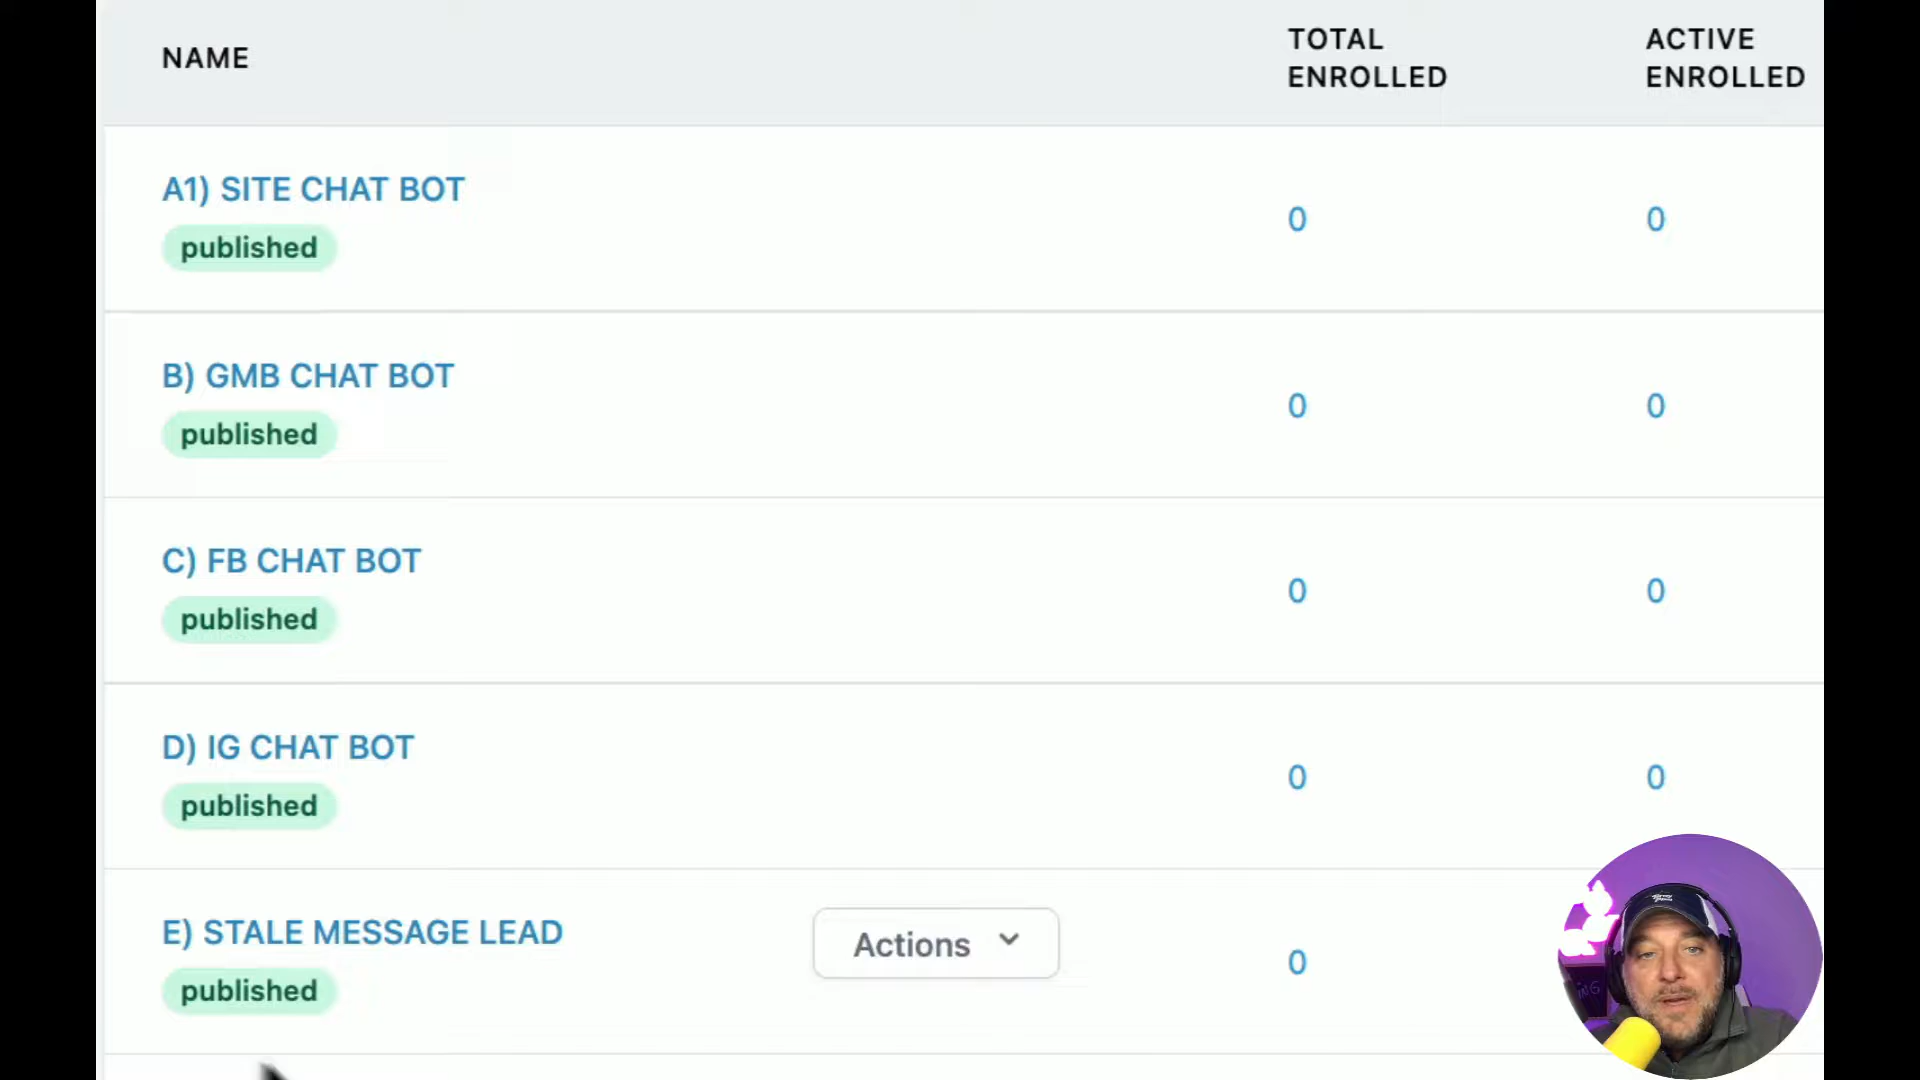 NAME
TOTAL
ENROLLED
ACTIVE
ENROLLED
A1) SITE CHAT BOT
published
0
0
B) GMB CHAT BOT
published
0
0
C) FB CHAT BOT
published
0
0
D) IG CHAT BOT
published
0
0
E) STALE MESSAGE LEAD
published
Actions
0